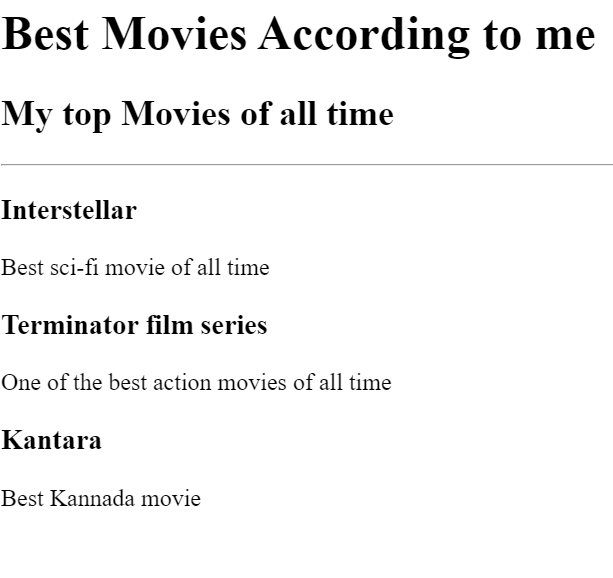 Best Movies According to me
My top Movies of all time
Interstellar
Best sci-fi movie of all time
Terminator film series
One of the best action movies of all time
Kantara
Best Kannada movie